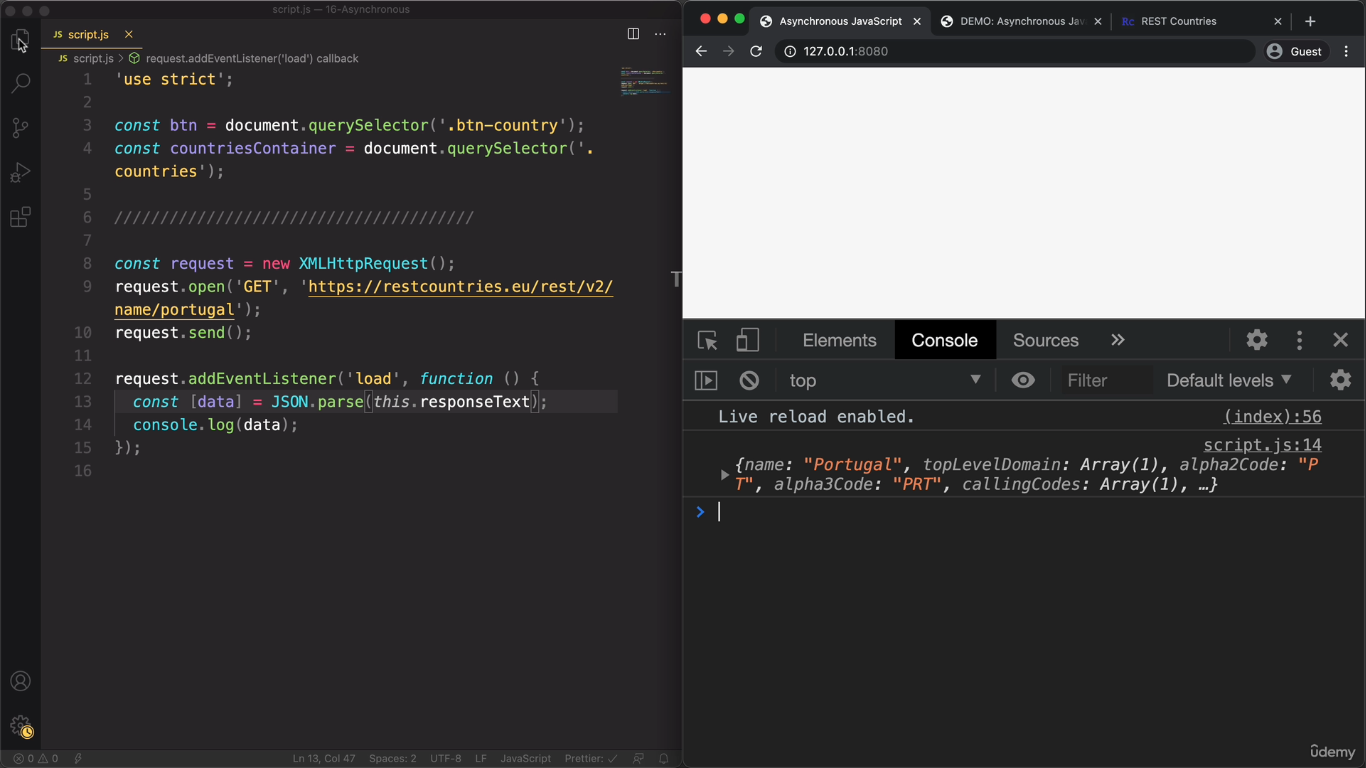 script.js — 16-Asynchronous
JS script.js
JS script.js > request.addEventListener('load') callback
1 'use strict';
2
3 const btn = document.querySelector('.btn-country');
4 const countriesContainer = document.querySelector('.
countries');
5
6 ///////////////////////////////////////
7
8 const request = new XMLHttpRequest();
9 request.open('GET', 'https://restcountries.eu/rest/v2/
name/portugal');
10 request.send();
11
12 request.addEventListener('load', function () {
13 const [data] = JSON.parse(this.responseText);
14 console.log(data);
15 });
16
0 0
Ln 13, Col 47 Spaces: 2 UTF-8 LF JavaScript Prettier: ✓
T
Asynchronous JavaScript
DEMO: Asynchronous Jav
Rc REST Countries
127.0.0.1:8080
Guest
Elements Console Sources »
top Filter Default levels ▼
Live reload enabled. (index):56
script.js:14
{name: "Portugal", topLevelDomain: Array(1), alpha2Code: "P
T", alpha3Code: "PRT", callingCodes: Array(1), …}
>
ûdemy